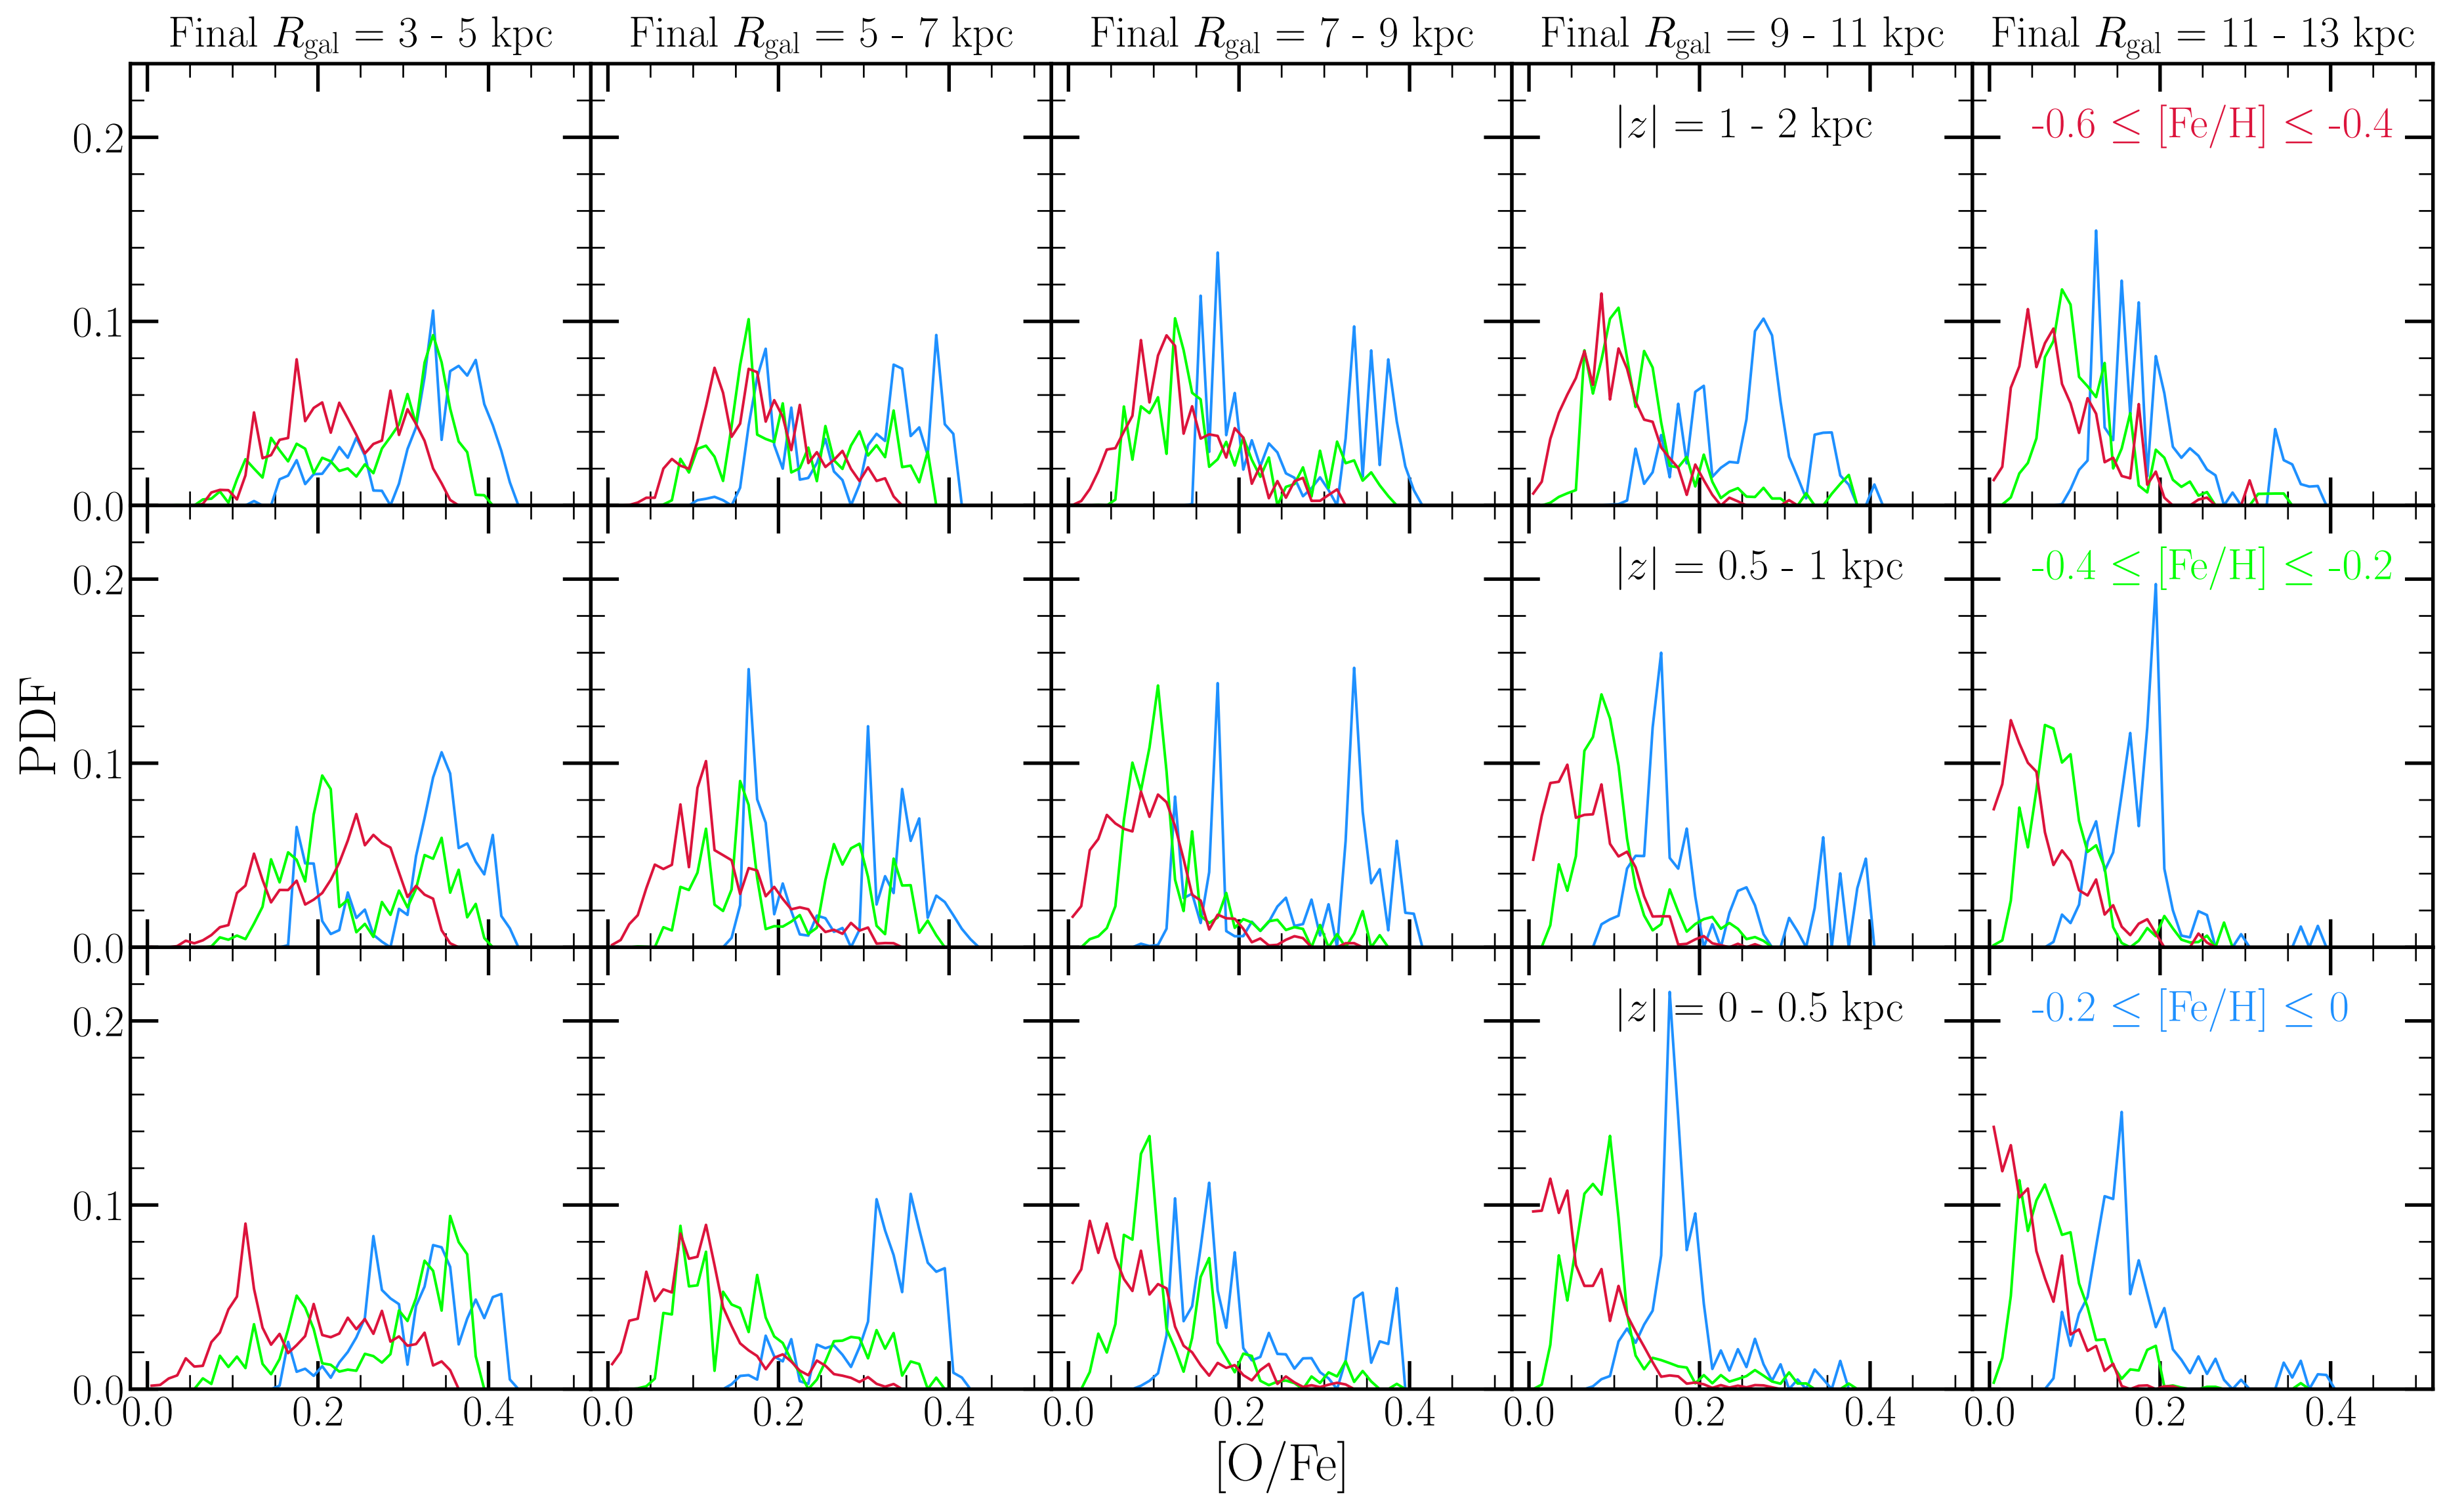 Final R_gal = 3 - 5 kpc
Final R_gal = 5 - 7 kpc
Final R_gal = 7 - 9 kpc
Final R_gal = 9 - 11 kpc
Final R_gal = 11 - 13 kpc
|z| = 1 - 2 kpc
-0.6 ≤ [Fe/H] ≤ -0.4
0.2
0.1
0.0
|z| = 0.5 - 1 kpc
-0.4 ≤ [Fe/H] ≤ -0.2
0.2
0.1
0.0
PDF
|z| = 0 - 0.5 kpc
-0.2 ≤ [Fe/H] ≤ 0
0.2
0.1
0.0
0.0 0.2 0.4
0.0 0.2 0.4
0.0 0.2 0.4
0.0 0.2 0.4
0.0 0.2 0.4
[O/Fe]